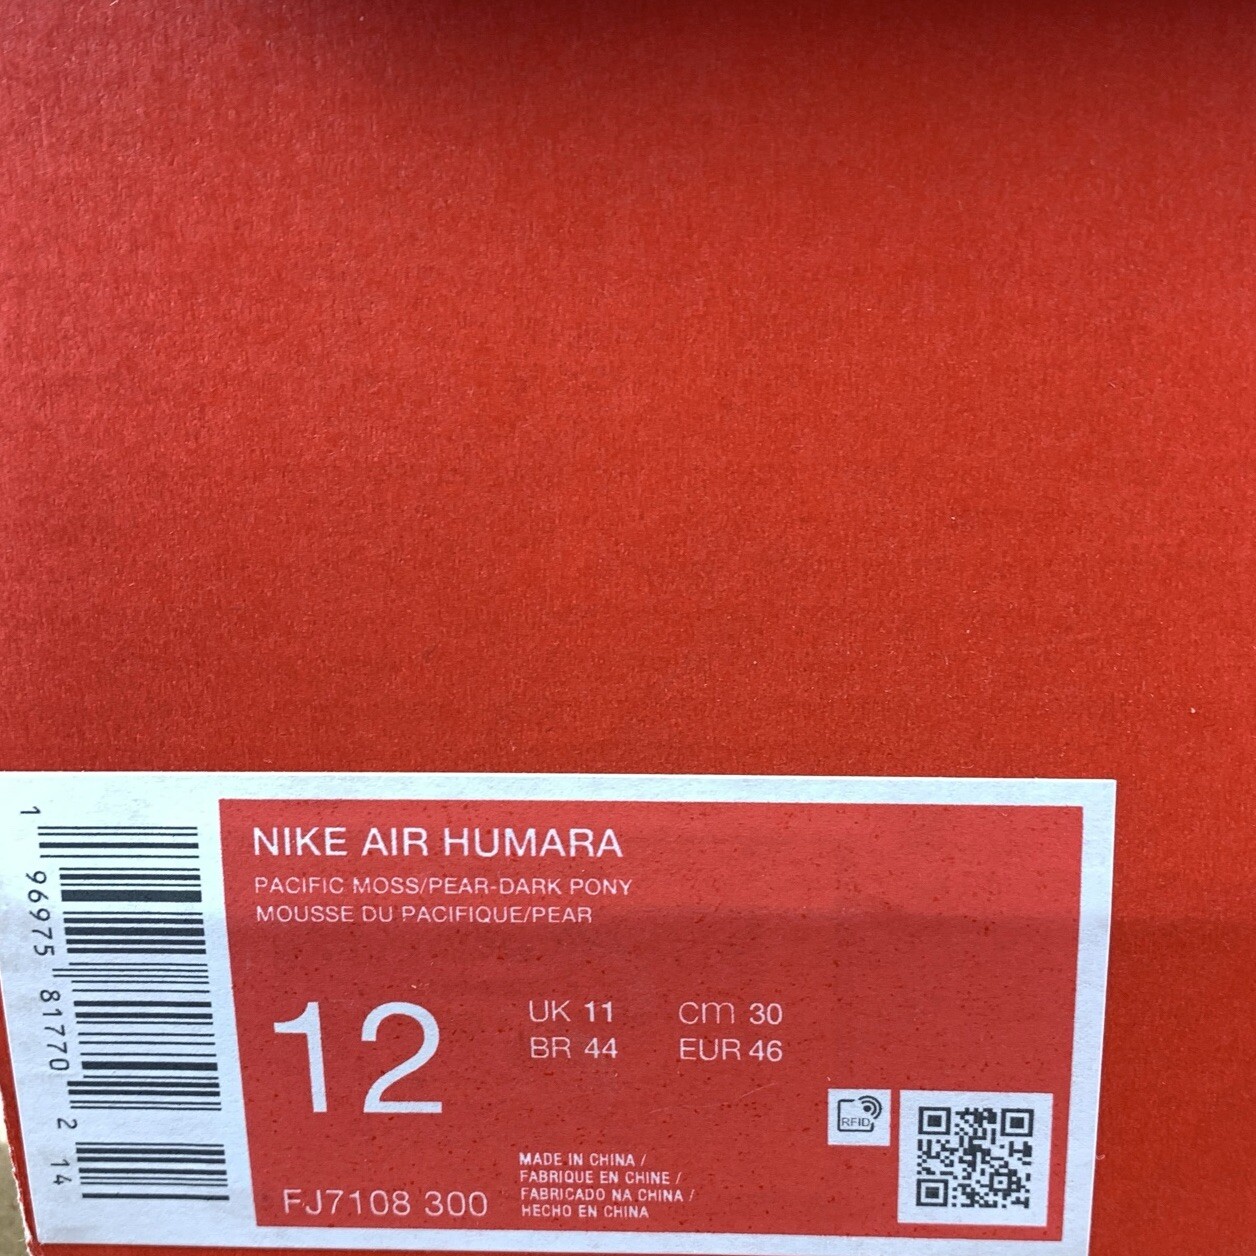 NIKE AIR HUMARA
PACIFIC MOSS/PEAR-DARK PONY
MOUSSE DU PACIFIQUE/PEAR
12
UK 11 cm 30
BR 44 EUR 46
RFID
MADE IN CHINA /
FABRIQUE EN CHINE /
FABRICADO NA CHINA /
HECHO EN CHINA
FJ7108 300
1 96975 81770 2 14